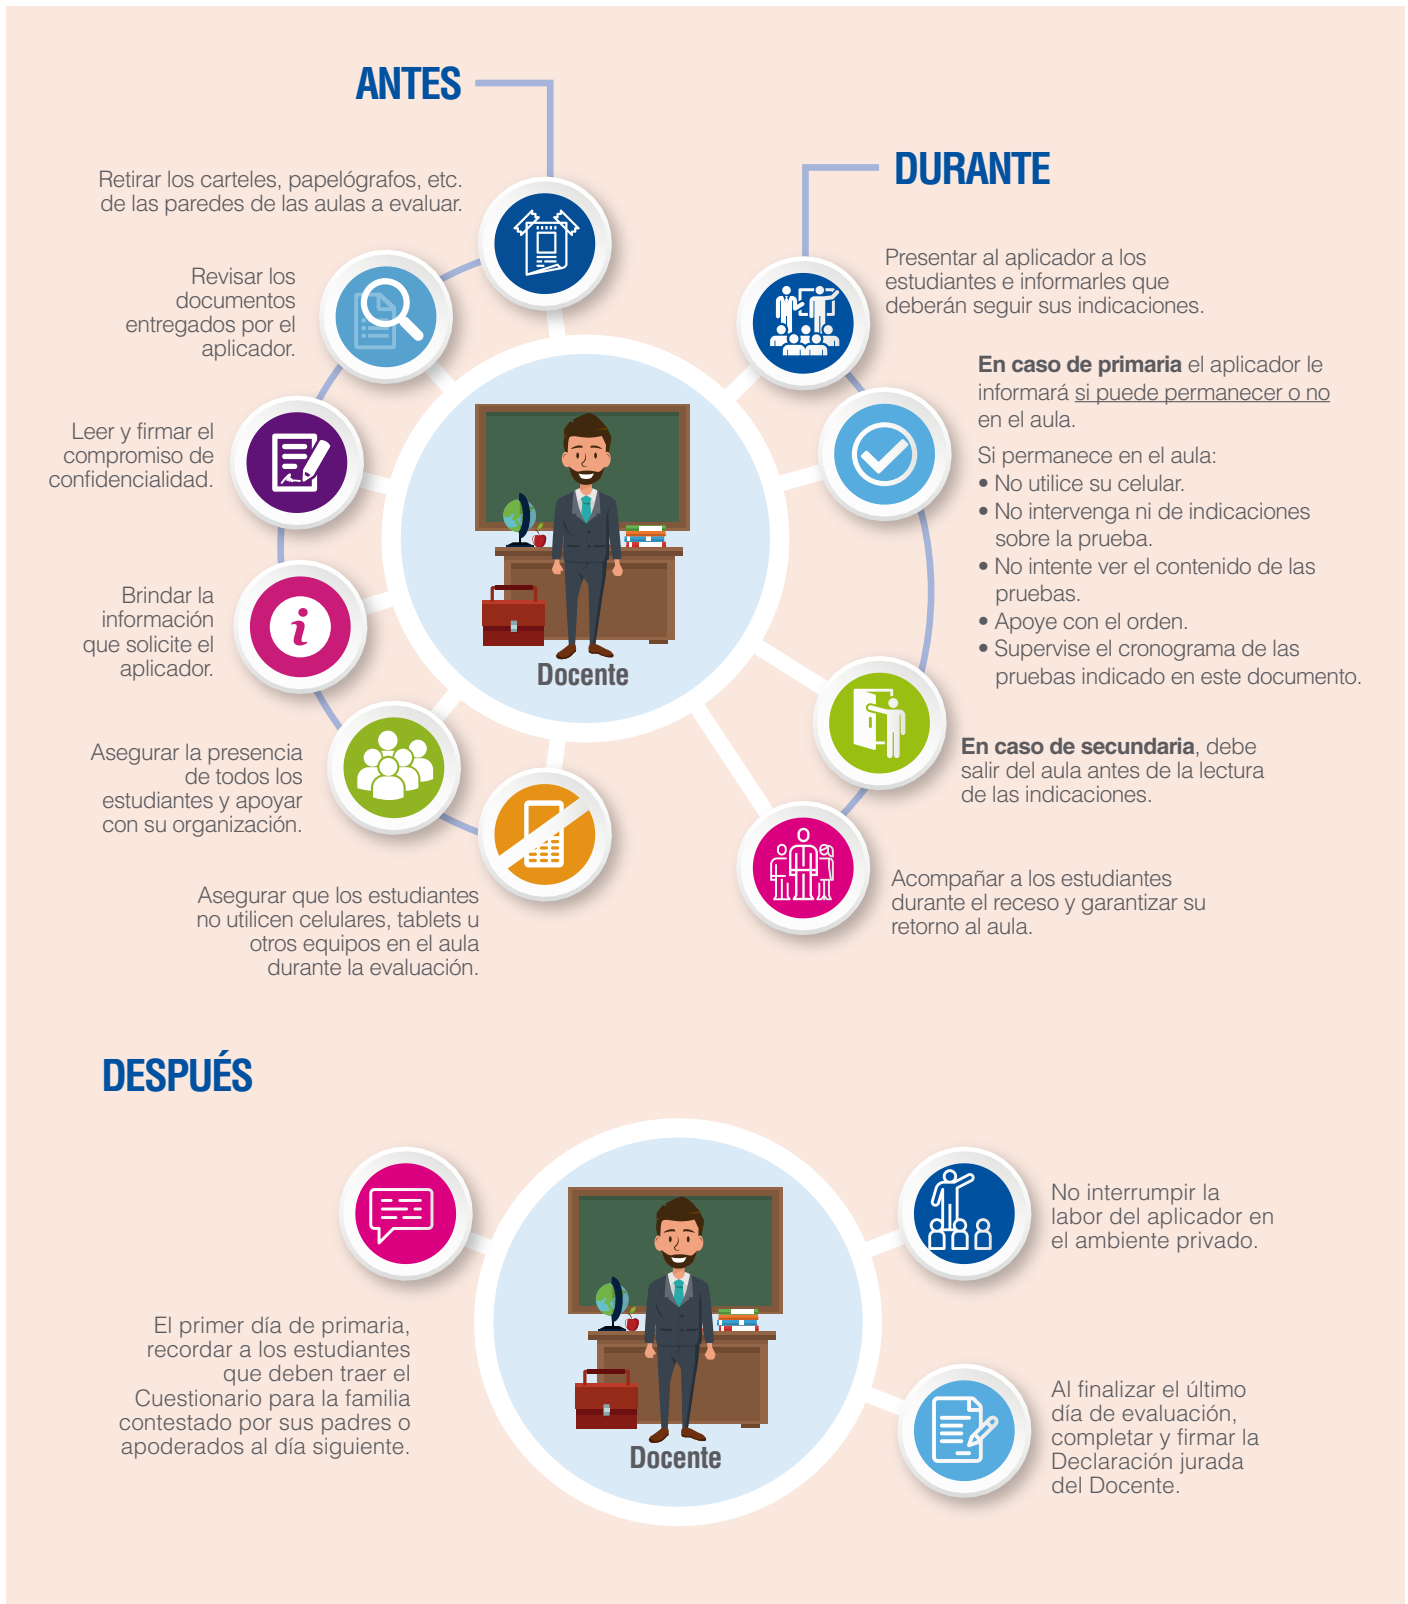 ANTES
Retirar los carteles, papelógrafos, etc.
de las paredes de las aulas a evaluar.
Revisar los
documentos
entregados por el
aplicador.
Leer y firmar el
compromiso de
confidencialidad.
Brindar la
información
que solicite el
aplicador.
Asegurar la presencia
de todos los
estudiantes y apoyar
con su organización.
Asegurar que los estudiantes
no utilicen celulares, tablets u
otros equipos en el aula
durante la evaluación.
Docente
DURANTE
Presentar al aplicador a los
estudiantes e informarles que
deberán seguir sus indicaciones.
En caso de primaria el aplicador le
informará si puede permanecer o no
en el aula.
Si permanece en el aula:
• No utilice su celular.
• No intervenga ni de indicaciones
sobre la prueba.
• No intente ver el contenido de las
pruebas.
• Apoye con el orden.
• Supervise el cronograma de las
pruebas indicado en este documento.
En caso de secundaria, debe
salir del aula antes de la lectura
de las indicaciones.
Acompañar a los estudiantes
durante el receso y garantizar su
retorno al aula.
DESPUÉS
El primer día de primaria,
recordar a los estudiantes
que deben traer el
Cuestionario para la familia
contestado por sus padres o
apoderados al día siguiente.
Docente
No interrumpir la
labor del aplicador en
el ambiente privado.
Al finalizar el último
día de evaluación,
completar y firmar la
Declaración jurada
del Docente.